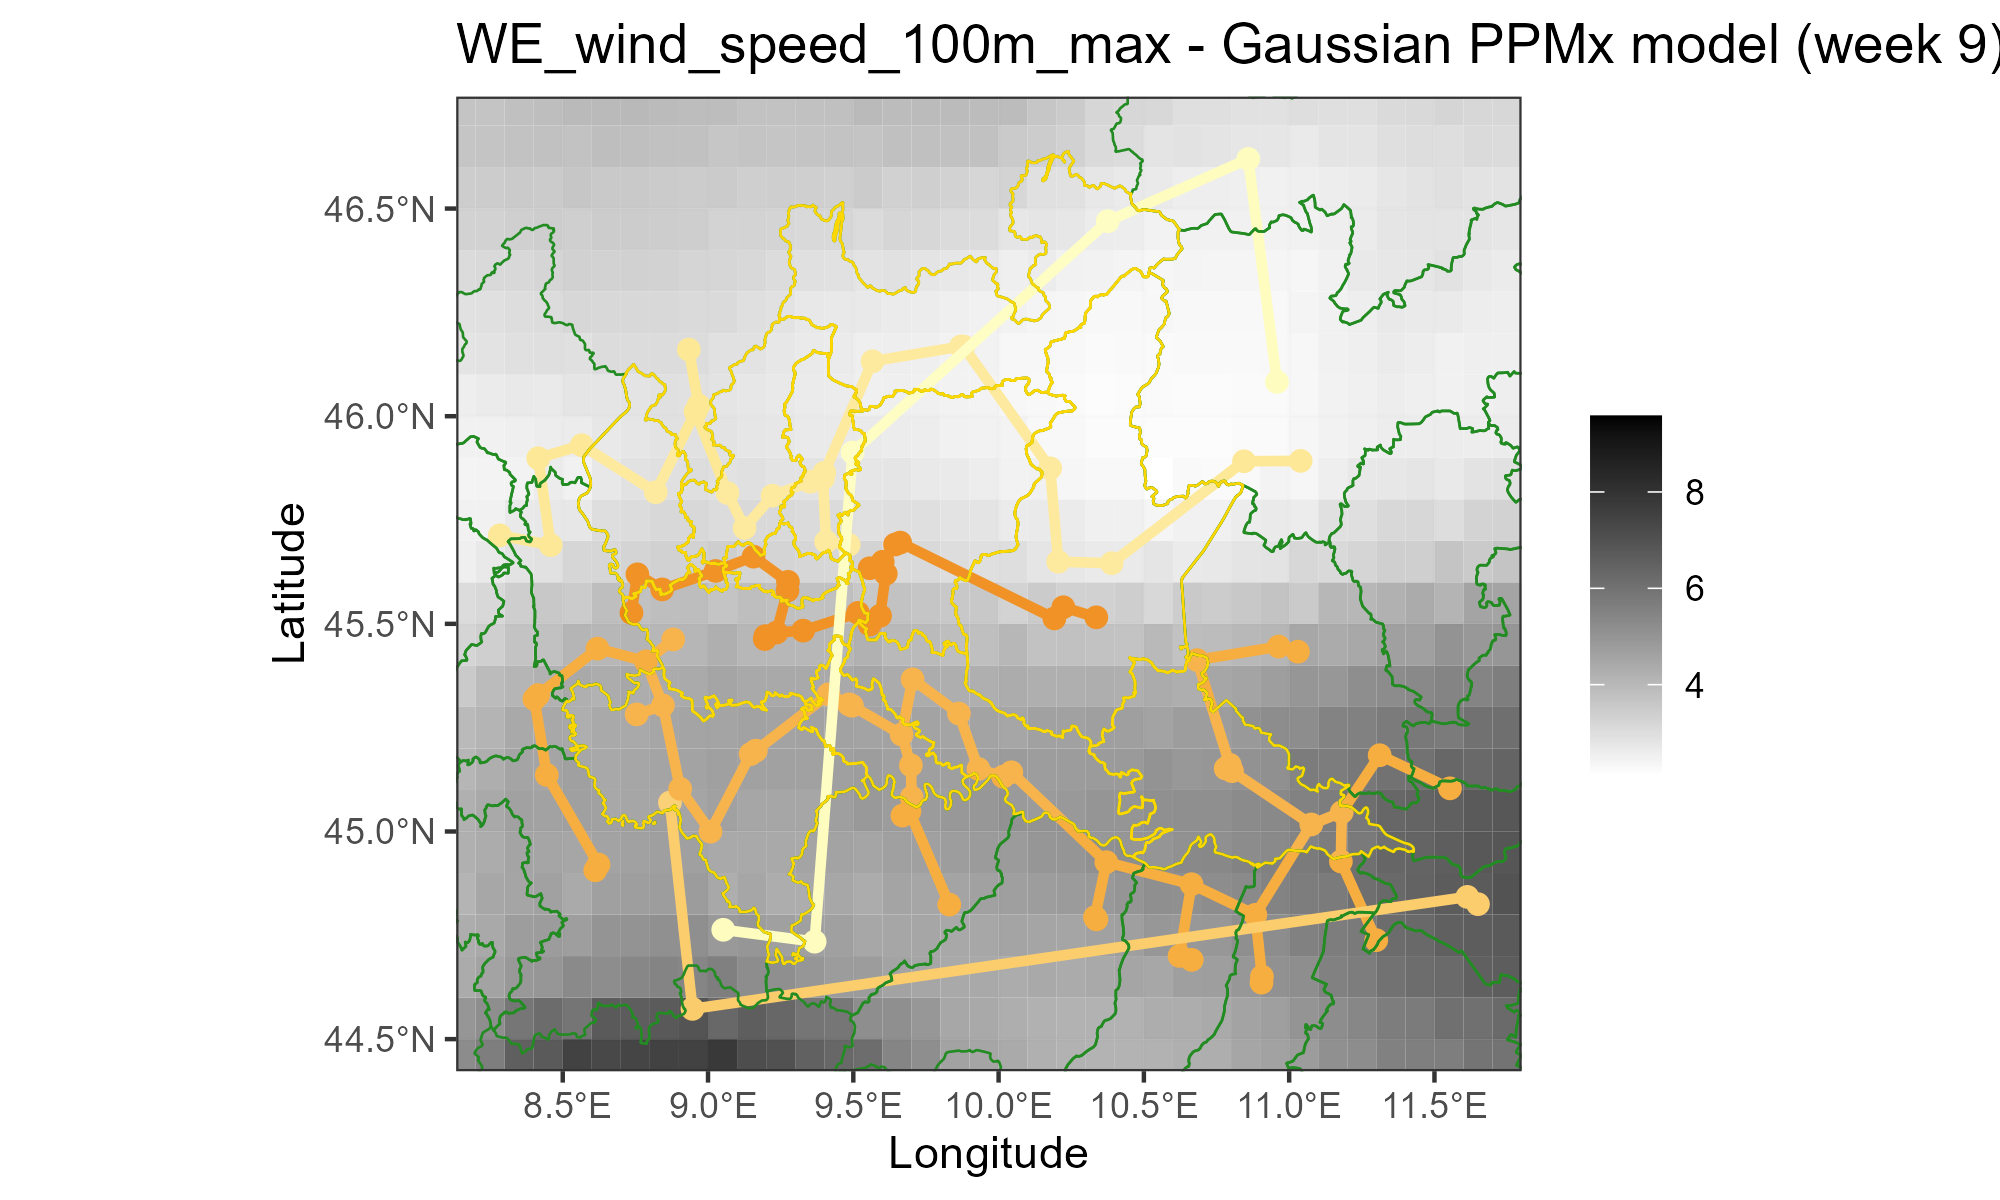 WE_wind_speed_100m_max - Gaussian PPMx model (week 9)
46.5°N
46.0°N
45.5°N
45.0°N
44.5°N
Latitude
8.5°E
9.0°E
9.5°E
10.0°E
10.5°E
11.0°E
11.5°E
Longitude
8
6
4